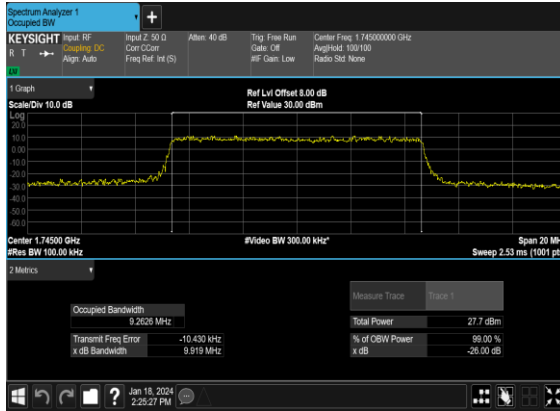 Spectrum Analyzer 1
Occupied BW
KEYSIGHT Input: RF Input Z: 50 Ω Atten: 40 dB Trig: Free Run Center Freq: 1.745000000 GHz
R T Coupling: DC Corr CCorr Gate: Off Avg|Hold: 100/100
Align: Auto Freq Ref: Int (S) #IF Gain: Low Radio Std: None
LW
1 Graph
Ref Lvl Offset 8.00 dB
Scale/Div 10.0 dB Ref Value 30.00 dBm
Log
20.0
10.0
0.00
-10.0
-20.0
-30.0
-40.0
-50.0
-60.0
Center 1.74500 GHz #Video BW 300.00 kHz* Span 20 MH
#Res BW 100.00 kHz Sweep 2.53 ms (1001 pt
2 Metrics
Measure Trace Trace 1
Occupied Bandwidth
9.2626 MHz Total Power 27.7 dBm
Transmit Freq Error -10.430 kHz % of OBW Power 99.00 %
x dB Bandwidth 9.919 MHz x dB -26.00 dB
Jan 18, 2024
2:25:27 PM